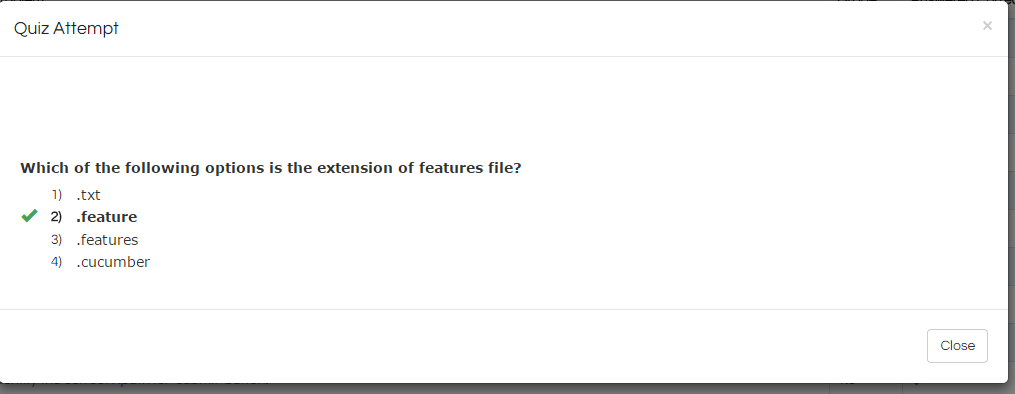 Quiz Attempt ×
Which of the following options is the extension of features file?
1) .txt
2) .feature
3) .features
4) .cucumber
Close